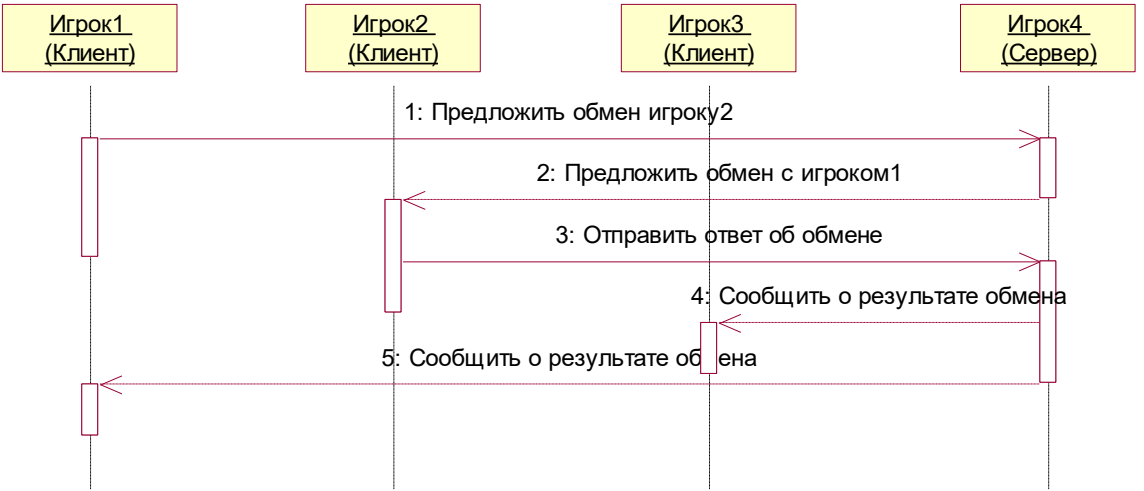 Игрок1
(Клиент)
Игрок2
(Клиент)
Игрок3
(Клиент)
Игрок4
(Сервер)
1: Предложить обмен игроку2
2: Предложить обмен с игроком1
3: Отправить ответ об обмене
4: Сообщить о результате обмена
5: Сообщить о результате обмена